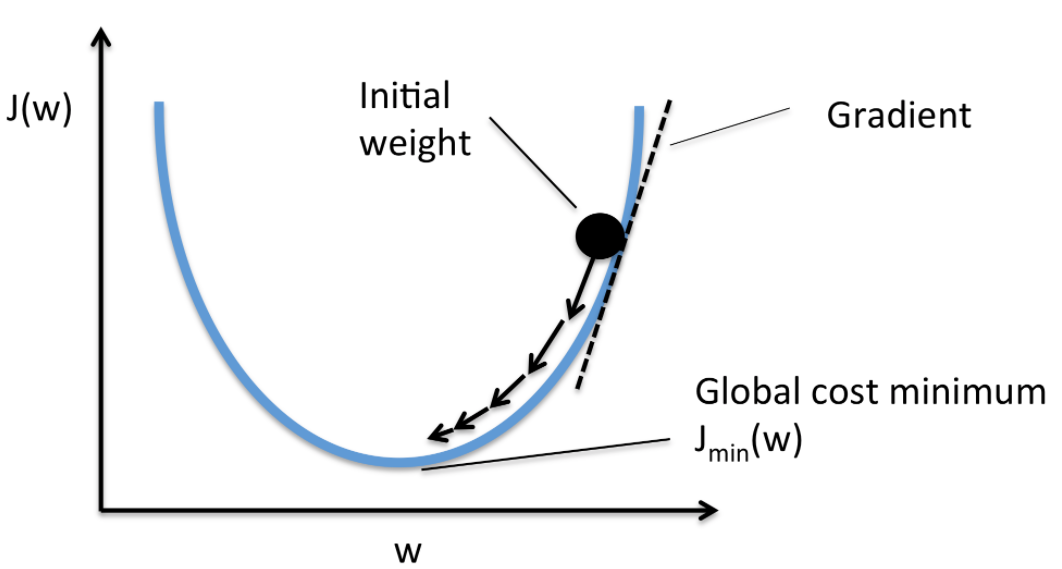 J(w)
Initial
weight
Gradient
Global cost minimum
Jmin(w)
w